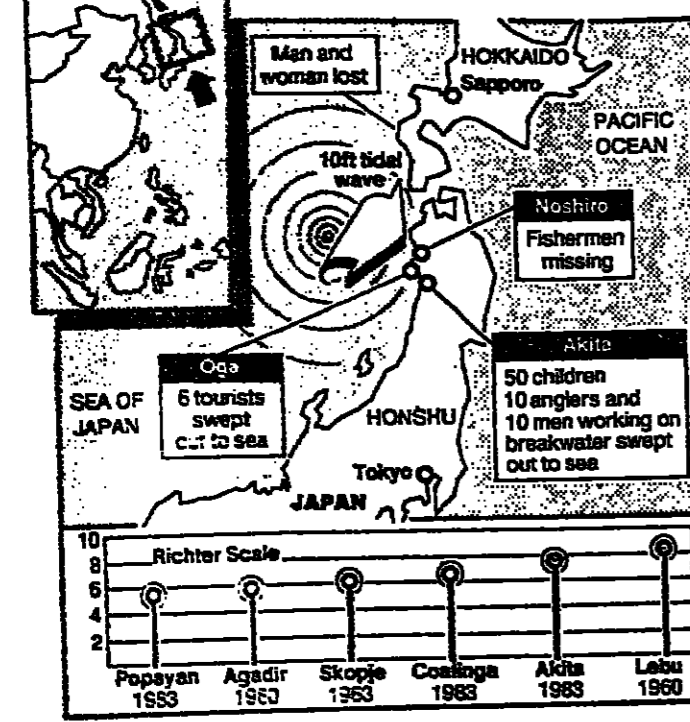 Man and
woman lost
HOKKAIDO
Sapporo
PACIFIC
OCEAN
10ft tidal
wave
Noshiro
Fishermen
missing
Oga
6 tourists
swept
out to sea
Akita
50 children
10 anglers and
10 men working on
breakwater swept
out to sea
SEA OF
JAPAN
HONSHU
Tokyo
JAPAN
Richter Scale
10
8
6
4
2
Popayan
1983
Agadir
1960
Skopje
1963
Coalinga
1983
Akita
1983
Lebu
1960